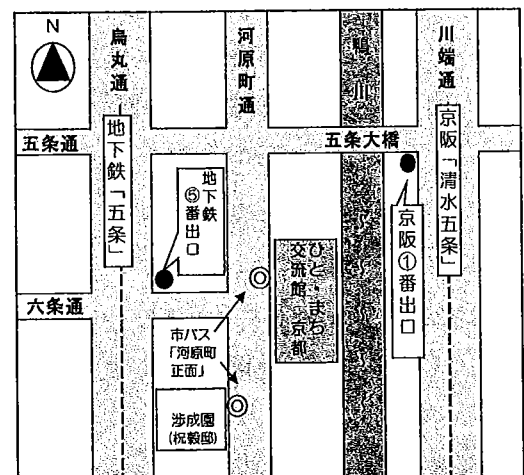 N
烏丸通
河原町通
鴨川
川端通
五条通
五条大橋
地下鉄「五条」
地下鉄
⑤番出口
京阪「清水五条」
京阪①番出口
ひと・まち
交流館 京都
六条通
市バス
「河原町
正面」
渉成園
(枳殻邸)